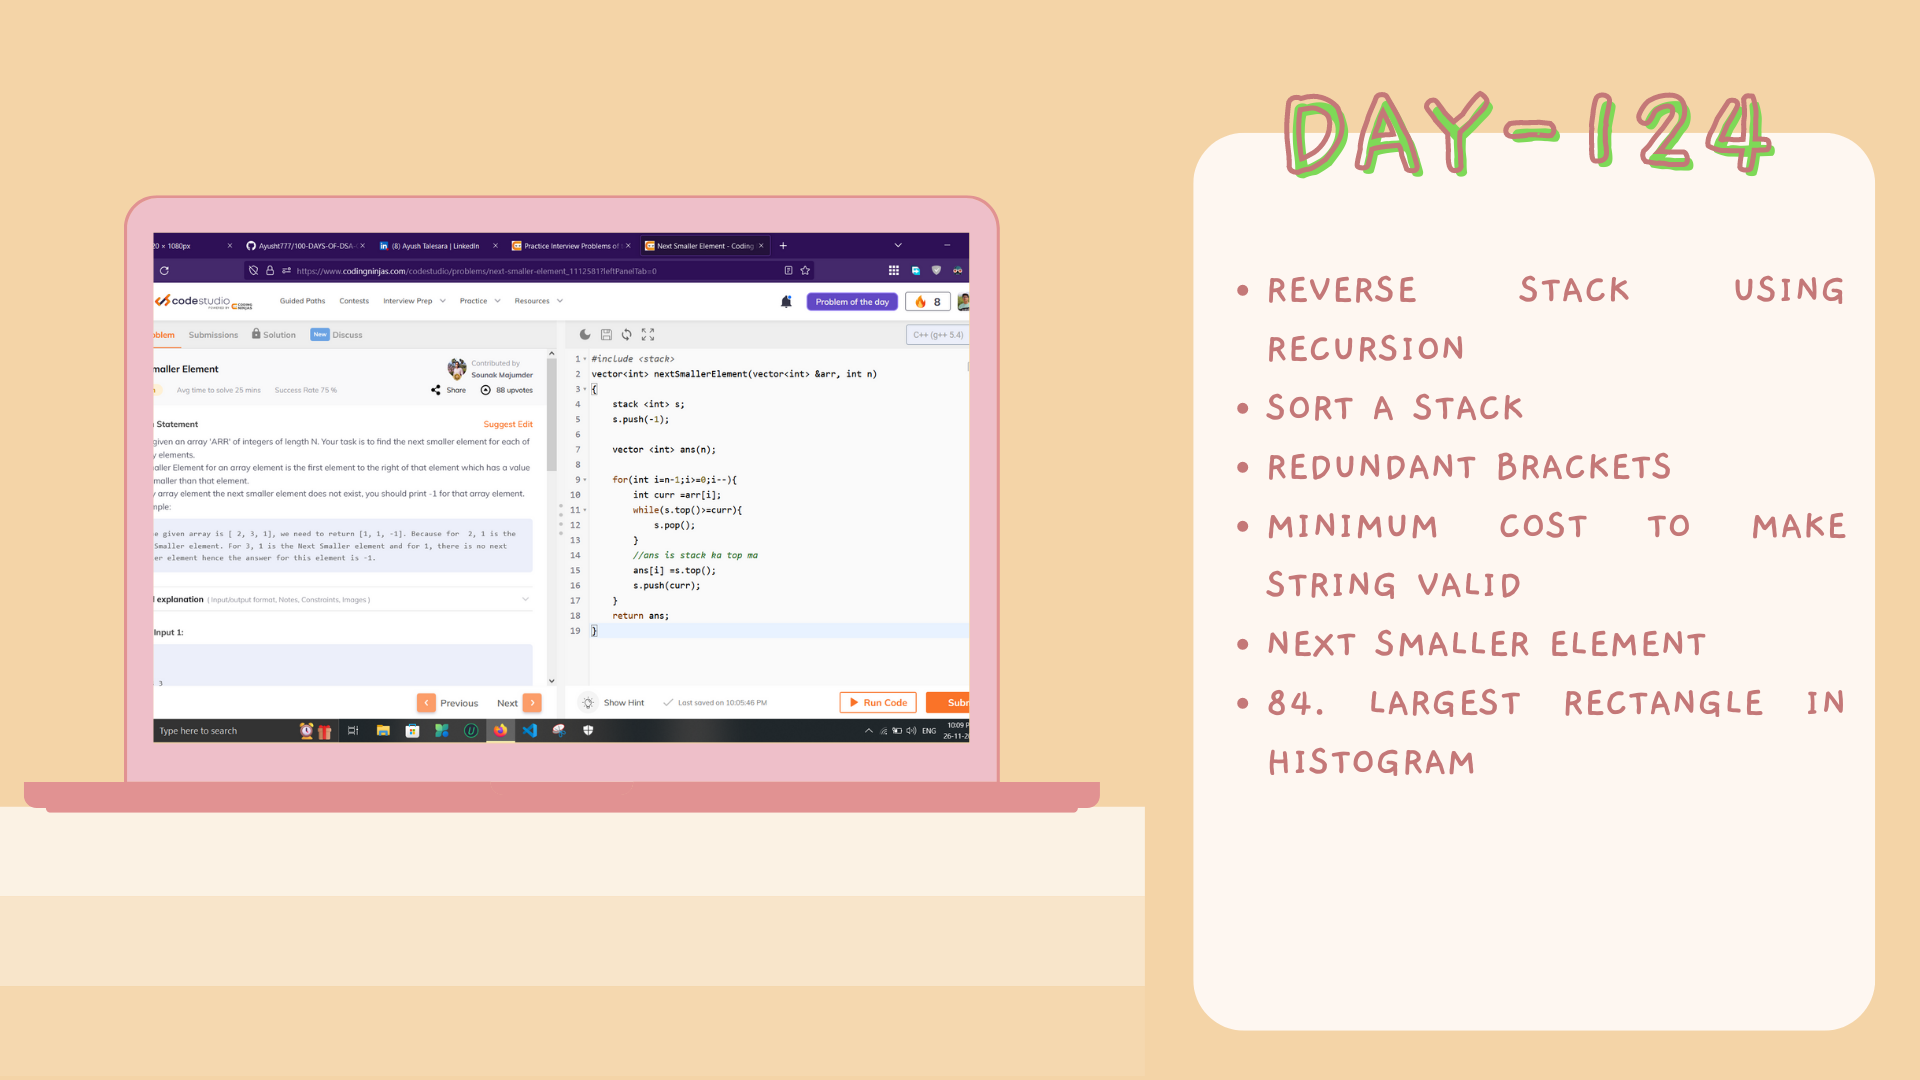 DAY-124
REVERSE STACK USING
RECURSION
SORT A STACK
REDUNDANT BRACKETS
MINIMUM COST TO MAKE
STRING VALID
NEXT SMALLER ELEMENT
84. LARGEST RECTANGLE IN
HISTOGRAM
20 × 1080px
Ayusht777/100-DAYS-OF-DSA-
(8) Ayush Talesara | LinkedIn
Practice Interview Problems of
Next Smaller Element - Coding
https://www.codingninjas.com/codestudio/problems/next-smaller-element_1112581?leftPanelTab=0
codestudio
POWERED BY CODING NINJAS
Guided Paths Contests Interview Prep Practice Resources
Problem of the day
8
oblem Submissions Solution New Discuss
C++ (g++ 5.4)
maller Element
Contributed by
Sounak Majumder
Avg time to solve 25 mins Success Rate 75 %
Share 88 upvotes
Statement Suggest Edit
given an array 'ARR' of integers of length N. Your task is to find the next smaller element for each of
y elements.
aller Element for an array element is the first element to the right of that element which has a value
maller than that element.
y array element the next smaller element does not exist, you should print -1 for that array element.
mple:
e given array is [ 2, 3, 1], we need to return [1, 1, -1]. Because for 2, 1 is the
Smaller element. For 3, 1 is the Next Smaller element and for 1, there is no next
er element hence the answer for this element is -1.
explanation ( Input/output format, Notes, Constraints, Images )
Input 1:
3
Previous Next
1 #include <stack>
2 vector<int> nextSmallerElement(vector<int> &arr, int n)
3 {
4 stack <int> s;
5 s.push(-1);
6
7 vector <int> ans(n);
8
9 for(int i=n-1;i>=0;i--){
10 int curr =arr[i];
11 while(s.top()>=curr){
12 s.pop();
13 }
14 //ans is stack ka top ma
15 ans[i] =s.top();
16 s.push(curr);
17 }
18 return ans;
19 }
Show Hint Last saved on 10:05:46 PM
Run Code Subr
Type here to search
ENG
10:09 P
26-11-2